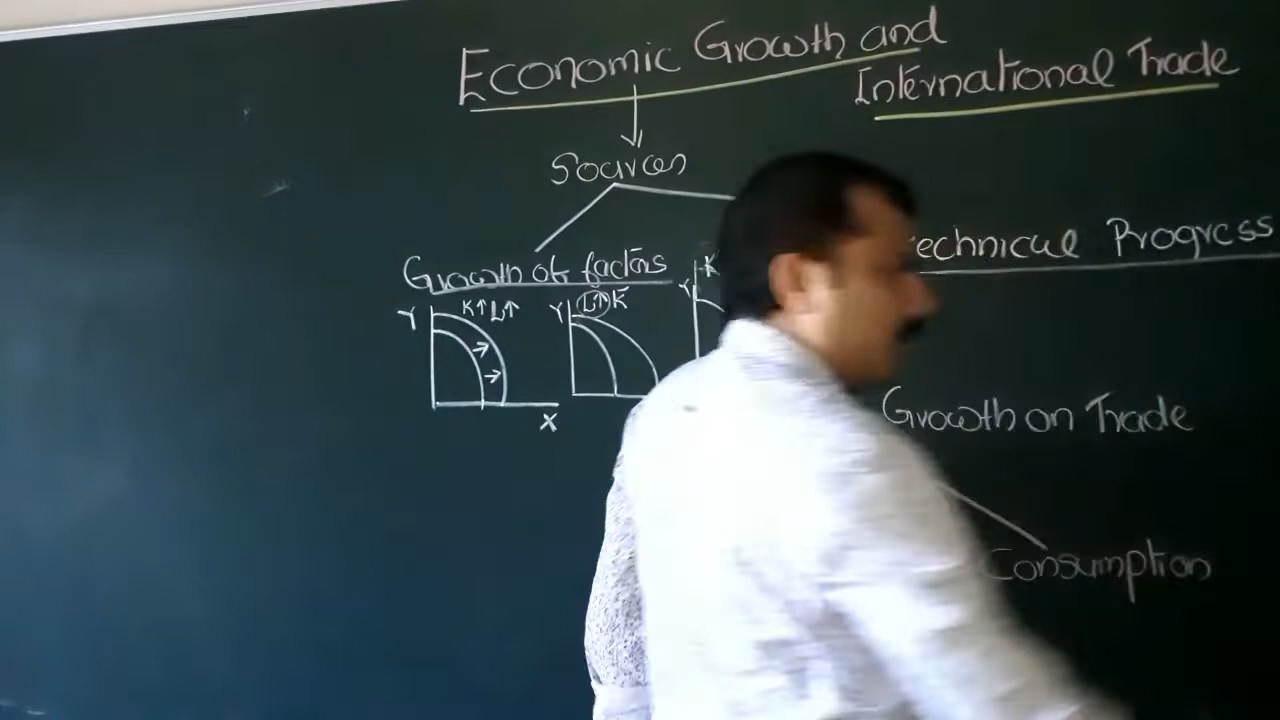 Economic Growth and
International Trade
Sources
Growth of factors
echnical Progress
Y K↑ L↑
Y L↑ K̄
Y K
X
Growth on Trade
Consumption